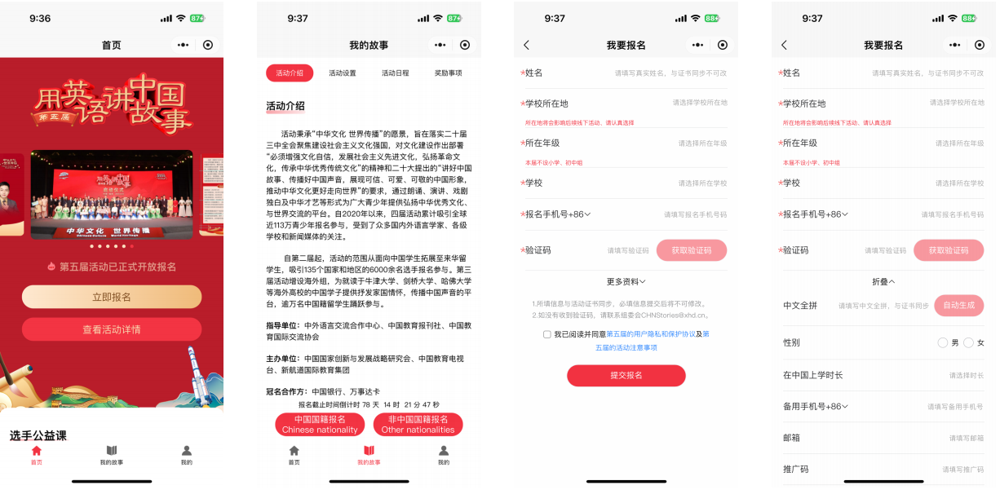 9:36
87
首页
用英语讲中国故事
第五届
中华文化 世界传播
第五届活动已正式开放报名
立即报名
查看活动详情
选手公益课
首页
我的故事
我的
9:37
87
我的故事
活动介绍
活动设置
活动日程
奖励事项
活动介绍
活动秉承“中华文化 世界传播”的愿景，旨在落实二十届
三中全会聚焦建设社会主义文化强国，对文化建设作出部署
“必须增强文化自信，发展社会主义先进文化，弘扬革命文
化，传承中华优秀传统文化”的精神和二十大提出的“讲好中国
故事、传播好中国声音，展现可信、可爱、可敬的中国形象，
推动中华文化更好走向世界”的要求，通过朗诵、演讲、戏剧
独白及中华才艺等形式为广大青少年提供弘扬中华优秀文化、
与世界交流的平台。自2020年以来，四届活动累计吸引全球
近113万青少年报名参与，受到了众多国内外语言学家、各级
学校和新闻媒体的关注。
自第二届起，活动的范围从面向中国学生拓展至来华留
学生，吸引135个国家和地区的6000余名选手报名参与。第三
届活动增设海外组，为就读于牛津大学、剑桥大学、哈佛大学
等海外高校的中国学子提供抒发家国情怀，传播中国声音的平
台，逾万名中国籍留学生踊跃参与。
指导单位：中外语言交流合作中心、中国教育报刊社、中国教
育国际交流协会
主办单位：中国国家创新与发展战略研究会、中国教育电视
台、新航道国际教育集团
冠名合作方：中国银行、万事达卡
报名截止时间倒计时 78 天 14 时 21 分 47 秒
中国国籍报名
Chinese nationality
非中国籍报名
Other nationalities
首页
我的故事
我的
9:37
88
我要报名
*姓名
请填写真实姓名，与证书同步不可改
*学校所在地
请选择学校所在地
所在地将会影响后续线下活动、请认真选择
*所在年级
请选择所在年级
本届不设小学、初中组
*学校
请选择所在学校
*报名手机号+86
请填写报名手机号码
*验证码
请填写验证码
获取验证码
更多资料
1.所填信息与活动证书同步，必填信息提交后将不可修改。
2.如没有收到验证码，请联系组委会CHNStories@xhd.cn。
我已阅读并同意第五届的用户隐私和保护协议及第
五届的活动注意事项
提交报名
9:37
88
我要报名
*姓名
请填写真实姓名，与证书同步不可改
*学校所在地
请选择学校所在地
所在地将会影响后续线下活动、请认真选择
*所在年级
请选择所在年级
本届不设小学、初中组
*学校
请选择所在学校
*报名手机号+86
请填写报名手机号码
*验证码
请填写验证码
获取验证码
折叠
中文全拼
请填写中文全拼，与证书同步
自动生成
性别
男
女
在中国上学时长
请选择时长
备用手机号+86
请填写备用手机号
邮箱
请填写邮箱
推广码
请填写推广码